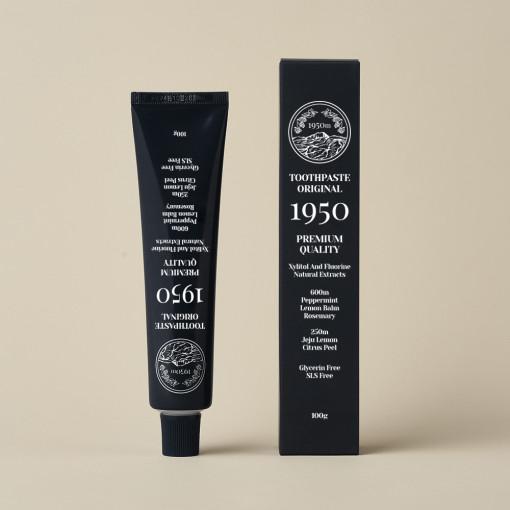 1950m
TOOTHPASTE
ORIGINAL
1950
PREMIUM
QUALITY
Xylitol And Fluorine
Natural Extracts
600m
Peppermint
Lemon Balm
Rosemary
250m
Jeju Lemon
Citrus Peel
Glycerin Free
SLS Free
100g
1950m
TOOTHPASTE
ORIGINAL
1950
PREMIUM
QUALITY
Xylitol And Fluorine
Natural Extracts
600m
Peppermint
Lemon Balm
Rosemary
250m
Jeju Lemon
Citrus Peel
Glycerin Free
SLS Free
100g